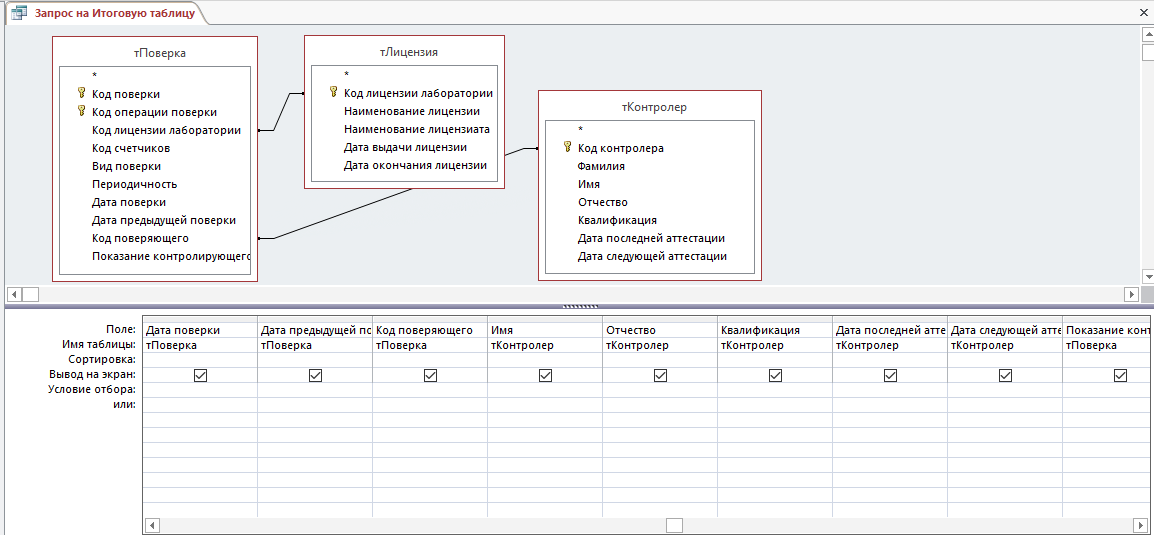 Запрос на Итоговую таблицу
тПоверка
*
Код поверки
Код операции поверки
Код лицензии лаборатории
Код счетчиков
Вид поверки
Периодичность
Дата поверки
Дата предыдущей поверки
Код поверяющего
Показание контролирующего
тЛицензия
*
Код лицензии лаборатории
Наименование лицензии
Наименование лицензиата
Дата выдачи лицензии
Дата окончания лицензии
тКонтролер
*
Код контролера
Фамилия
Имя
Отчество
Квалификация
Дата последней аттестации
Дата следующей аттестации
Поле: Дата поверки Дата предыдущей по Код поверяющего Имя Отчество Квалификация Дата последней атте Дата следующей атте Показание конт
Имя таблицы: тПоверка тПоверка тПоверка тКонтролер тКонтролер тКонтролер тКонтролер тКонтролер тПоверка
Сортировка:
Вывод на экран:
Условие отбора:
или: